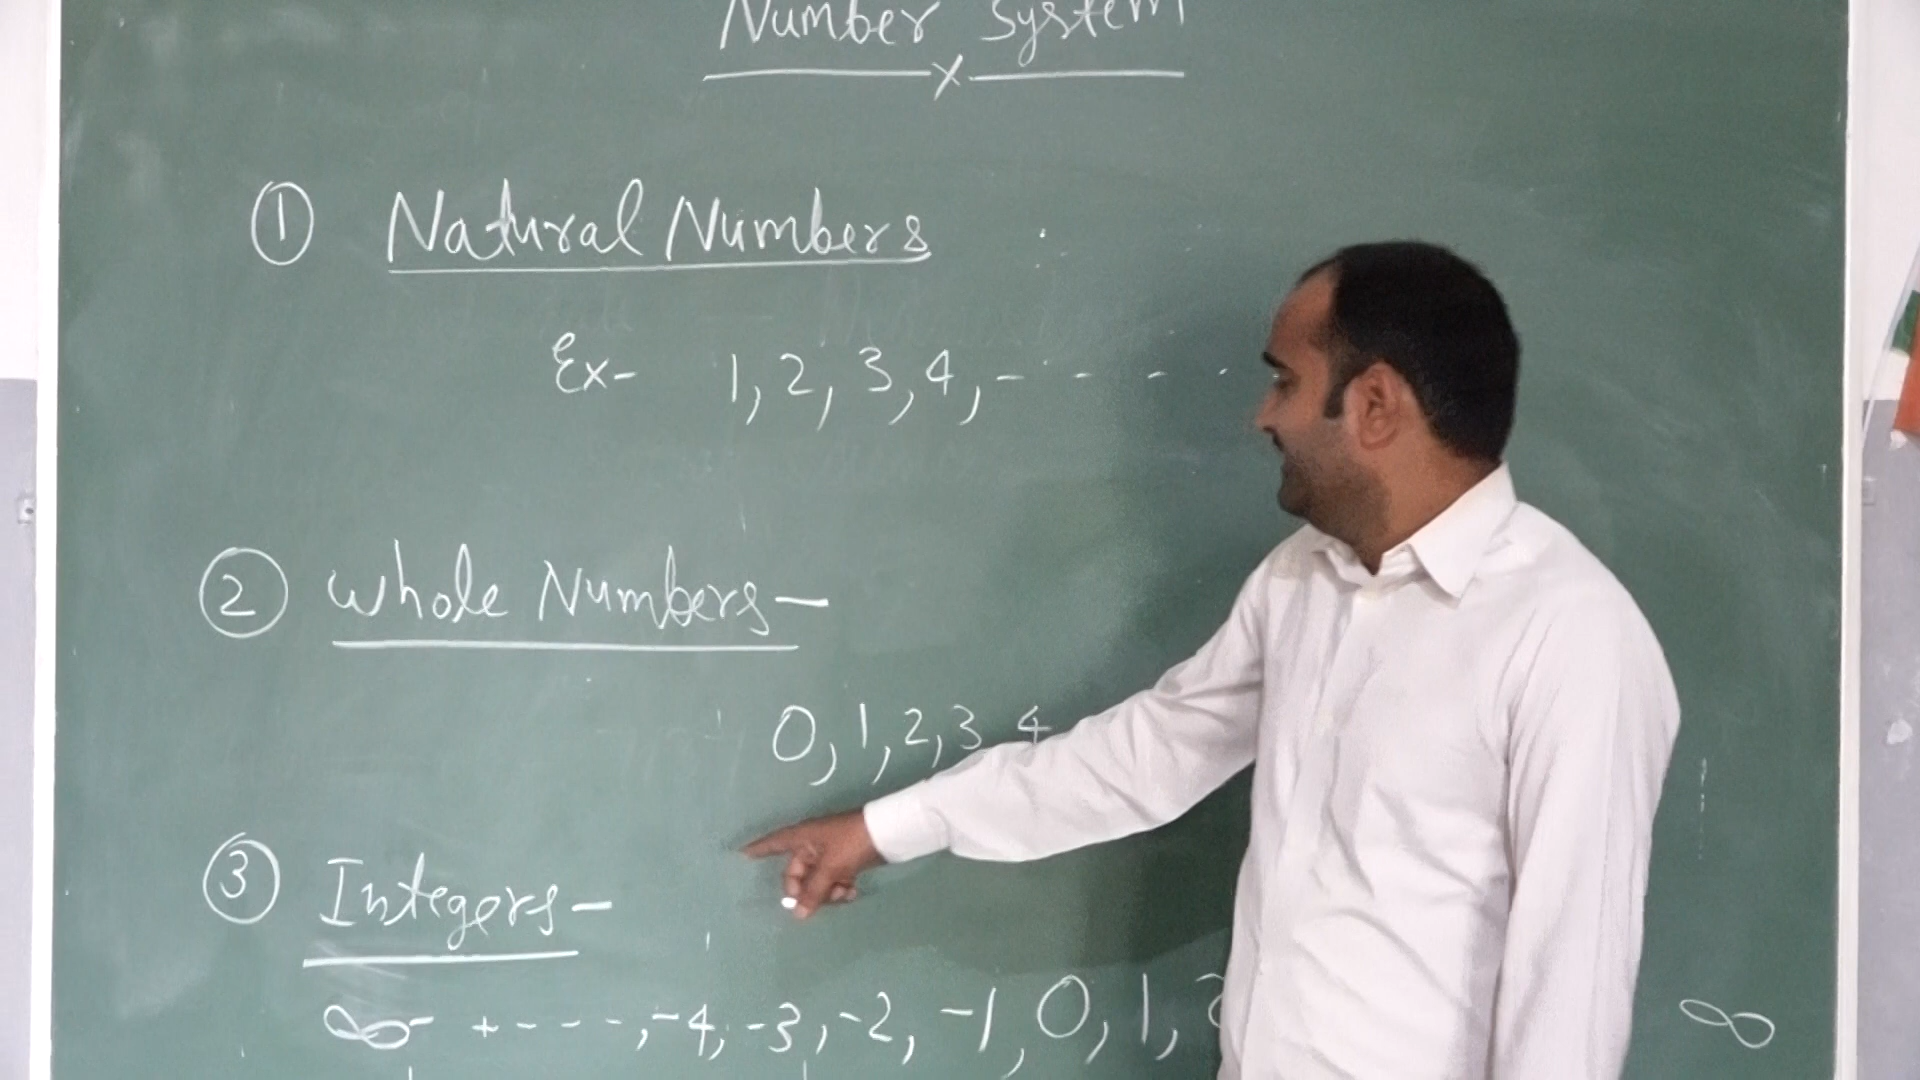 Number System
x
① Natural Numbers
Ex- 1, 2, 3, 4, - - - - -
② Whole Numbers -
0, 1, 2, 3, 4
③ Integers -
∞- + - - - -, -4, -3, -2, -1, 0, 1, 2 ∞